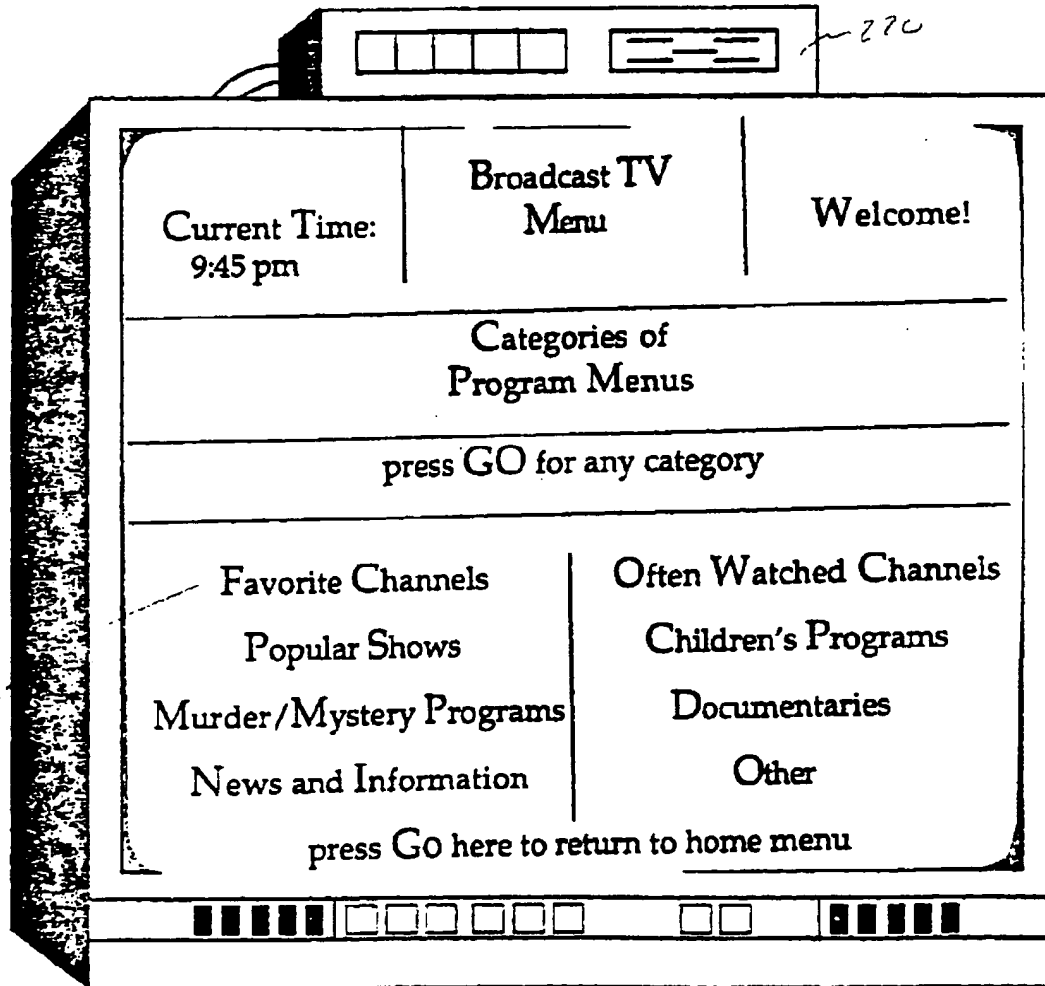 220
Broadcast TV
Menu
Current Time:
9:45 pm
Welcome!
Categories of
Program Menus
press GO for any category
Favorite Channels
Often Watched Channels
Popular Shows
Children's Programs
Murder/Mystery Programs
Documentaries
News and Information
Other
press Go here to return to home menu